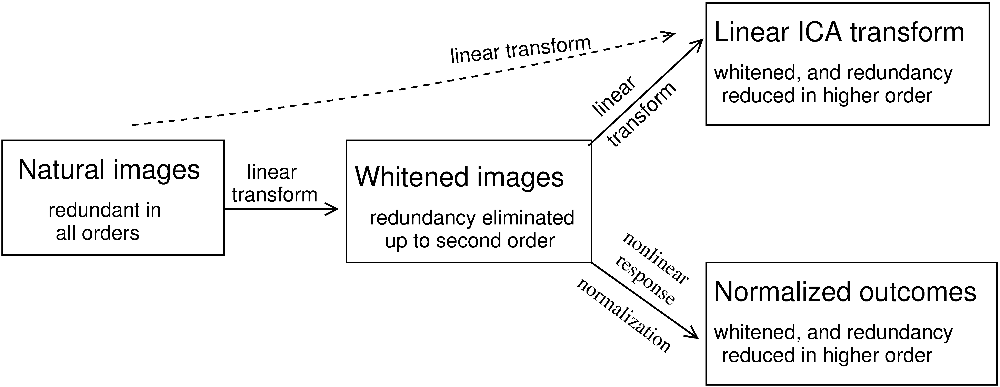 linear transform
Linear ICA transform
whitened, and redundancy
reduced in higher order
linear
transform
Natural images
redundant in
all orders
linear
transform
Whitened images
redundancy eliminated
up to second order
nonlinear
response
normalization
Normalized outcomes
whitened, and redundancy
reduced in higher order